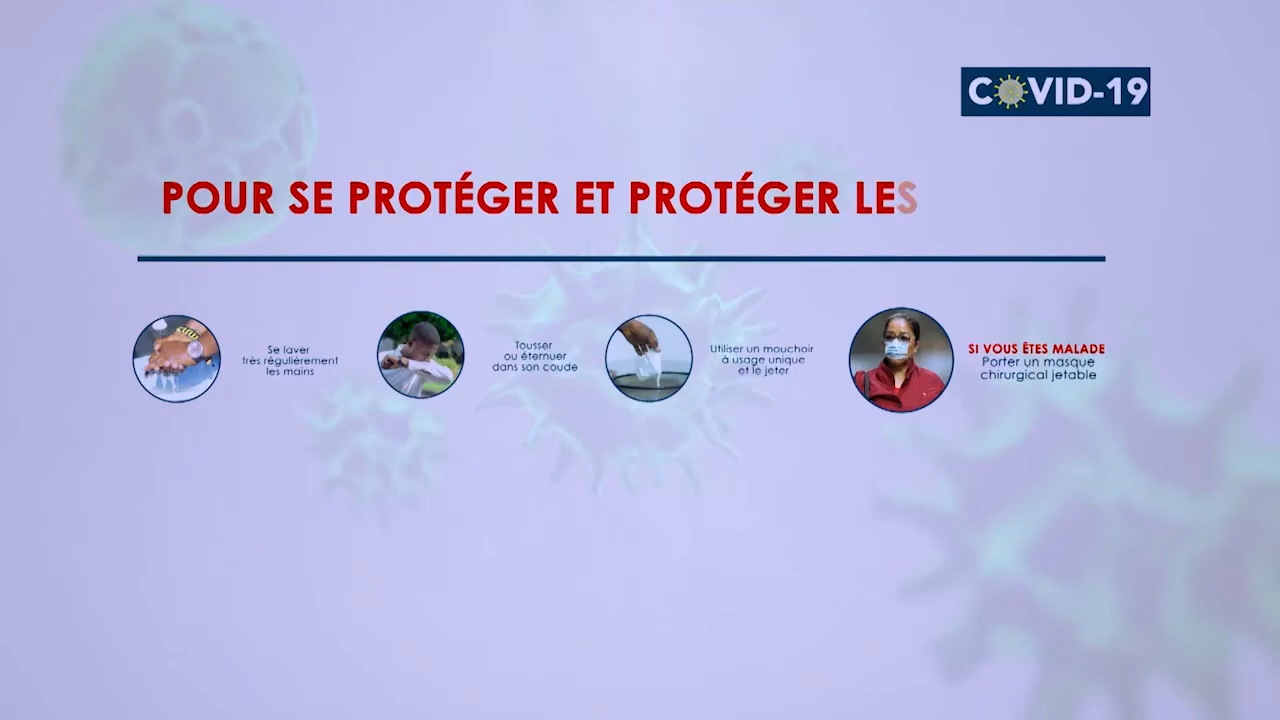 COVID-19
POUR SE PROTÉGER ET PROTÉGER LES
Se laver
très régulièrement
les mains
Tousser
ou éternuer
dans son coude
Utiliser un mouchoir
à usage unique
et le jeter
SI VOUS ÊTES MALADE
Porter un masque
chirurgical jetable